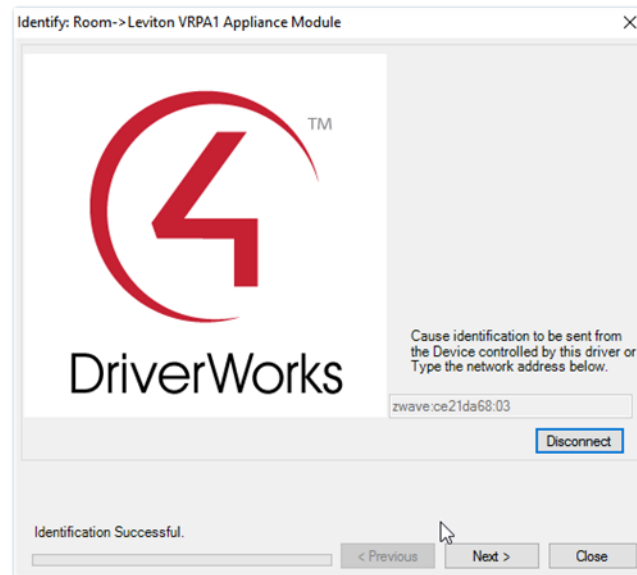 Identify: Room->Leviton VRPA1 Appliance Module
TM
DriverWorks
Cause identification to be sent from
the Device controlled by this driver or
Type the network address below.
zwave:ce21da68:03
Disconnect
Identification Successful.
< Previous
Next >
Close